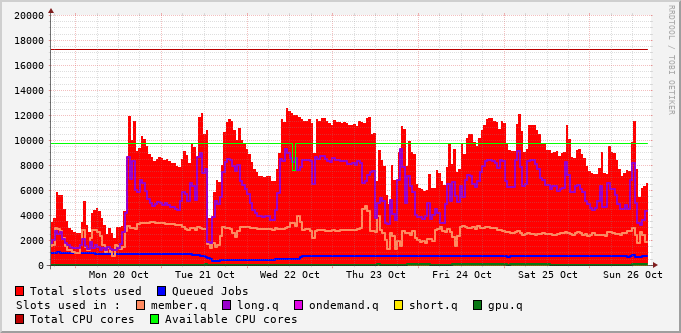 20000
18000
16000
14000
12000
10000
8000
6000
4000
2000
0
Mon 20 Oct Tue 21 Oct Wed 22 Oct Thu 23 Oct Fri 24 Oct Sat 25 Oct Sun 26 Oct
RRDTOOL / TOBI OETIKER
Total slots used Queued Jobs
Slots used in : member.q long.q ondemand.q short.q gpu.q
Total CPU cores Available CPU cores